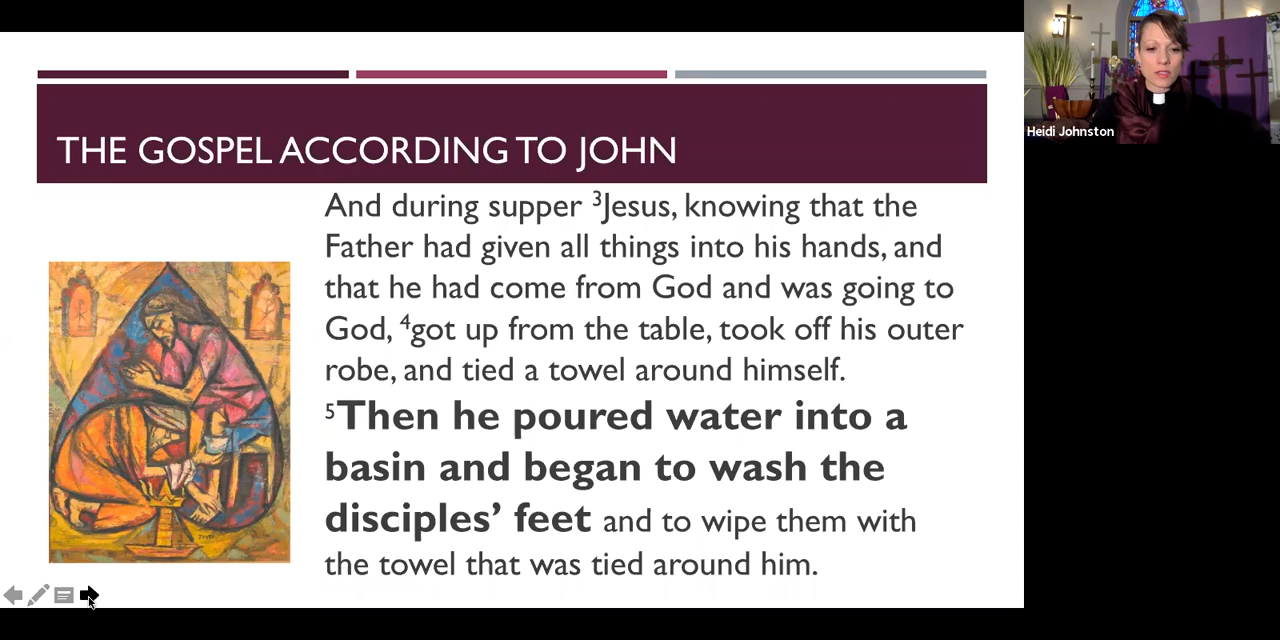 THE GOSPEL ACCORDING TO JOHN
And during supper ³Jesus, knowing that the
Father had given all things into his hands, and
that he had come from God and was going to
God, ⁴got up from the table, took off his outer
robe, and tied a towel around himself.
⁵Then he poured water into a
basin and began to wash the
disciples’ feet and to wipe them with
the towel that was tied around him.
Heidi Johnston